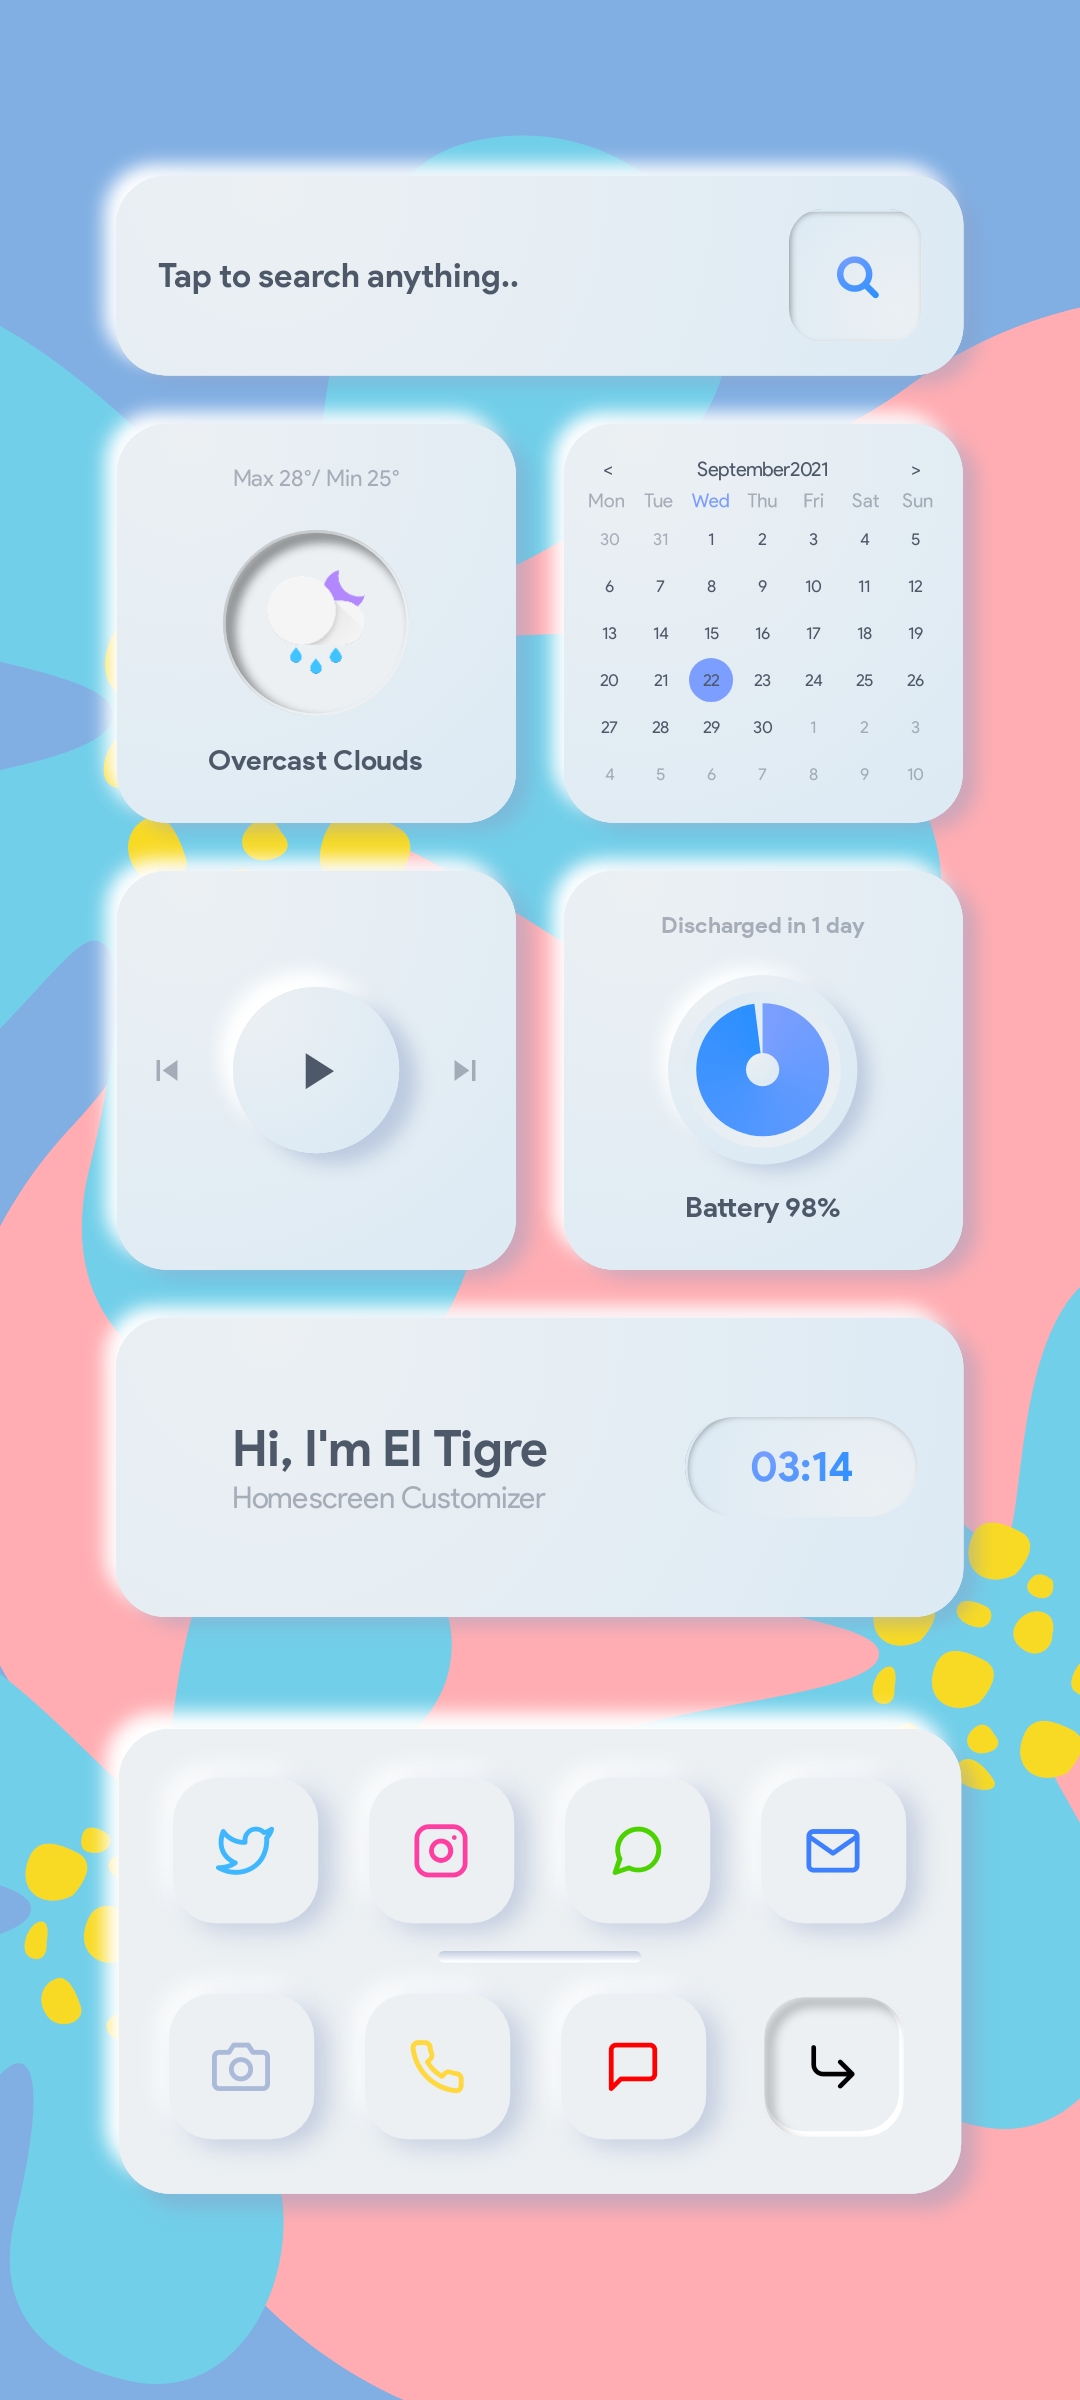 Tap to search anything..
Max 28°/ Min 25°
Overcast Clouds
< September2021 >
Mon Tue Wed Thu Fri Sat Sun
30 31 1 2 3 4 5
6 7 8 9 10 11 12
13 14 15 16 17 18 19
20 21 22 23 24 25 26
27 28 29 30 1 2 3
4 5 6 7 8 9 10
Discharged in 1 day
Battery 98%
Hi, I'm El Tigre
Homescreen Customizer
03:14